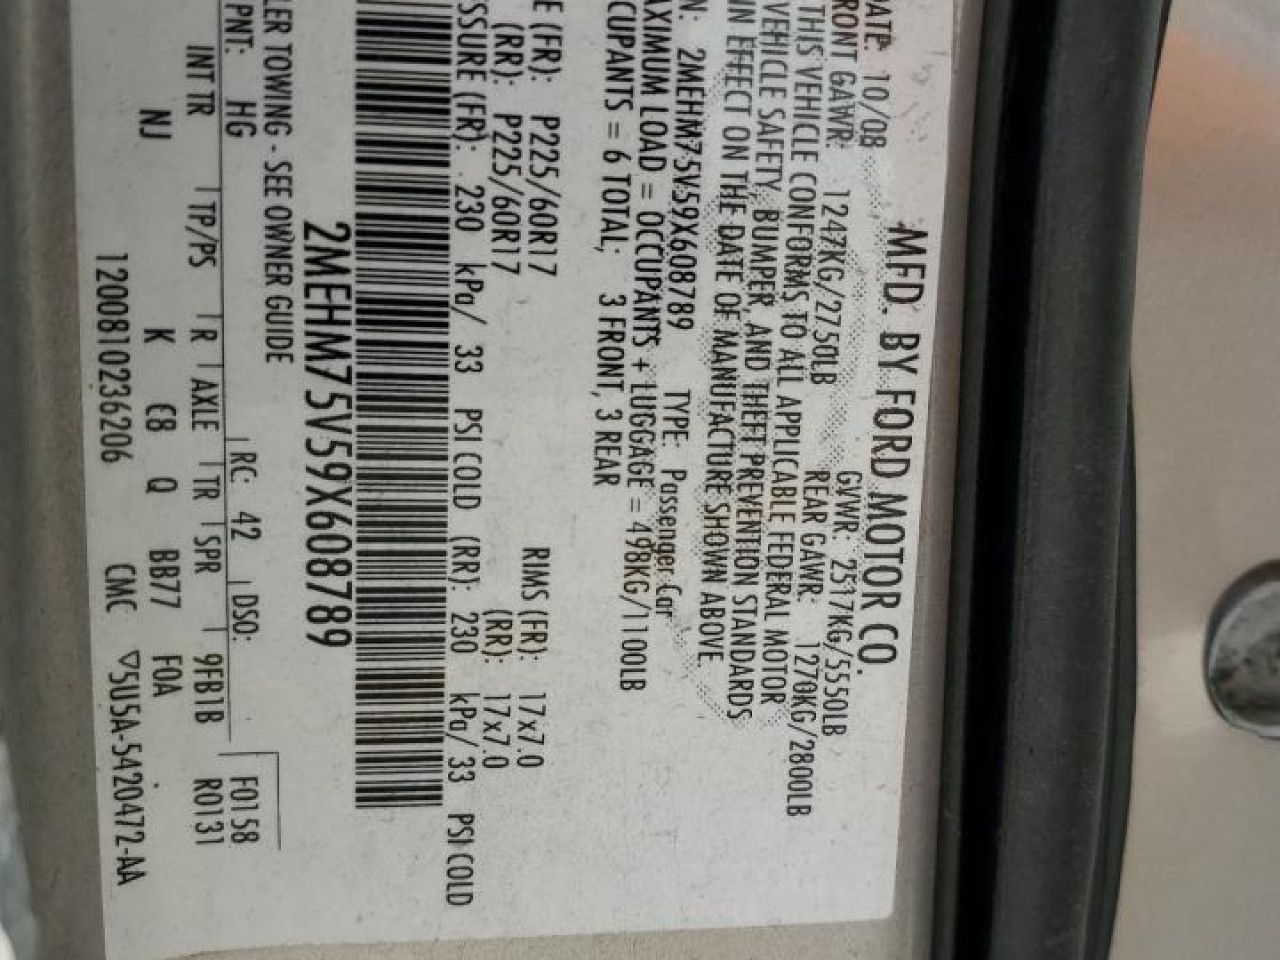 MFD. BY FORD MOTOR CO.
DATE: 10/08 GVWR: 2517KG/5550LB
FRONT GAWR: 1247KG/2750LB REAR GAWR: 1270KG/2800LB
THIS VEHICLE CONFORMS TO ALL APPLICABLE FEDERAL MOTOR
VEHICLE SAFETY, BUMPER, AND THEFT PREVENTION STANDARDS
IN EFFECT ON THE DATE OF MANUFACTURE SHOWN ABOVE.
N: 2MEHM75V59X608789 TYPE: Passenger Car
AXIMUM LOAD = OCCUPANTS + LUGGAGE = 498KG/1100LB
CUPANTS = 6 TOTAL; 3 FRONT, 3 REAR
E (FR): P225/60R17 RIMS (FR): 17x7.0
(RR): P225/60R17 (RR): 17x7.0
SSURE (FR): 230 kPa/ 33 PSI COLD (RR): 230 kPa/ 33 PSI COLD
2MEHM75V59X608789
LER TOWING - SEE OWNER GUIDE
PNT: HG RC: 42 DSO: F0158
INT TR TP/PS R AXLE TR SPR 9FB1B R0131
NJ K C8 Q BB77 F0A
1200810236206 CMC ▽5U5A-5420472-AA